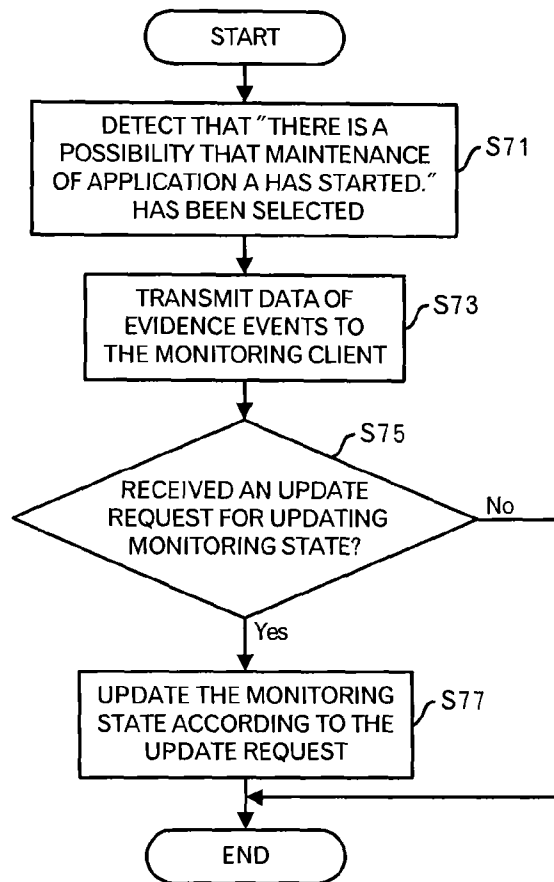 START
DETECT THAT "THERE IS A
POSSIBILITY THAT MAINTENANCE
OF APPLICATION A HAS STARTED."
HAS BEEN SELECTED
S71
TRANSMIT DATA OF
EVIDENCE EVENTS TO
THE MONITORING CLIENT
S73
S75
RECEIVED AN UPDATE
REQUEST FOR UPDATING
MONITORING STATE?
No
Yes
UPDATE THE MONITORING
STATE ACCORDING TO THE
UPDATE REQUEST
S77
END